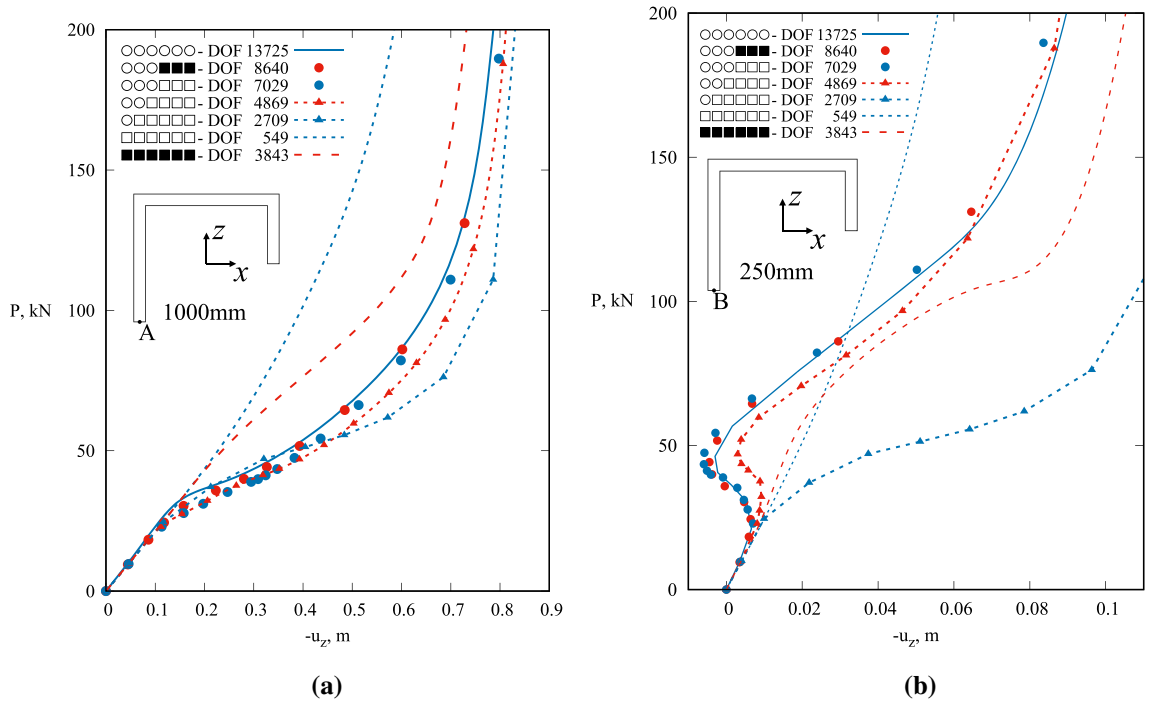 200
150
100
50
0
P, kN
○○○○○○ - DOF 13725
○○○■■■ - DOF 8640
○○○□□□ - DOF 7029
○○□□□□ - DOF 4869
○□□□□□ - DOF 2709
□□□□□□ - DOF 549
■■■■■■ - DOF 3843
z
x
A
1000mm
0 0.1 0.2 0.3 0.4 0.5 0.6 0.7 0.8 0.9
-u_z, m
(a)
200
150
100
50
0
P, kN
○○○○○○ - DOF 13725
○○○■■■ - DOF 8640
○○○□□□ - DOF 7029
○○□□□□ - DOF 4869
○□□□□□ - DOF 2709
□□□□□□ - DOF 549
■■■■■■ - DOF 3843
z
x
250mm
B
0 0.02 0.04 0.06 0.08 0.1
-u_z, m
(b)